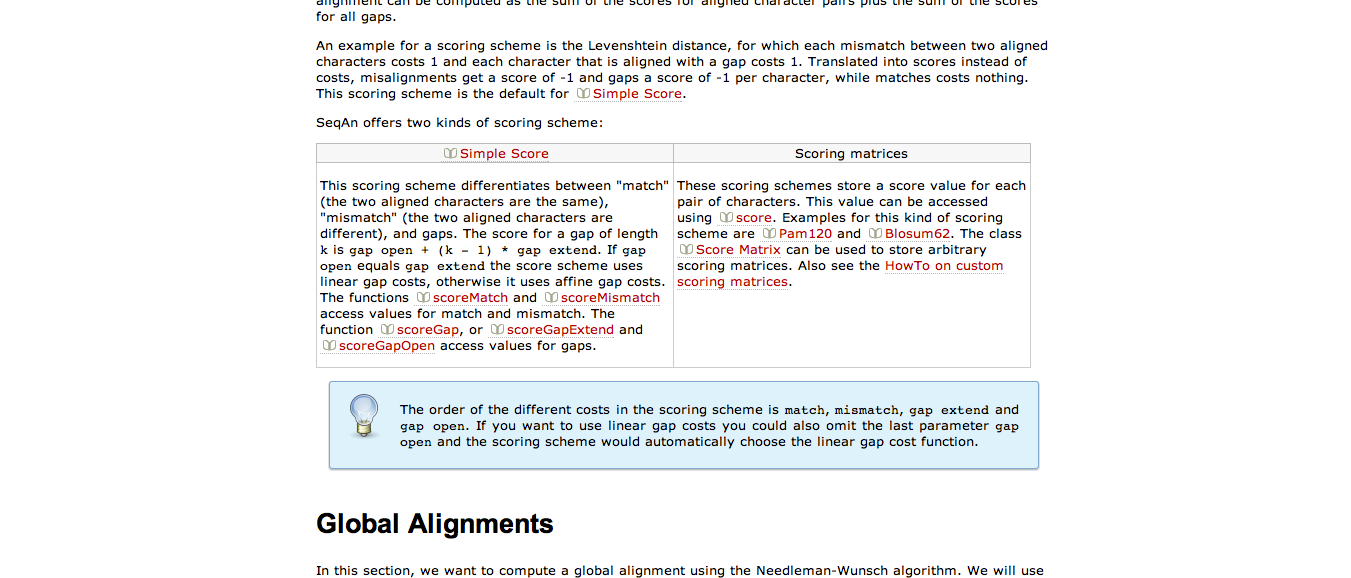 alignment can be computed as the sum of the scores for aligned character pairs plus the sum of the scores
for all gaps.
An example for a scoring scheme is the Levenshtein distance, for which each mismatch between two aligned
characters costs 1 and each character that is aligned with a gap costs 1. Translated into scores instead of
costs, misalignments get a score of -1 and gaps a score of -1 per character, while matches costs nothing.
This scoring scheme is the default for Simple Score.
SeqAn offers two kinds of scoring scheme:
Simple Score
This scoring scheme differentiates between "match"
(the two aligned characters are the same),
"mismatch" (the two aligned characters are
different), and gaps. The score for a gap of length
k is gap open + (k - 1) * gap extend. If gap
open equals gap extend the score scheme uses
linear gap costs, otherwise it uses affine gap costs.
The functions scoreMatch and scoreMismatch
access values for match and mismatch. The
function scoreGap, or scoreGapExtend and
scoreGapOpen access values for gaps.
Scoring matrices
These scoring schemes store a score value for each
pair of characters. This value can be accessed
using score. Examples for this kind of scoring
scheme are Pam120 and Blosum62. The class
Score Matrix can be used to store arbitrary
scoring matrices. Also see the HowTo on custom
scoring matrices.
The order of the different costs in the scoring scheme is match, mismatch, gap extend and
gap open. If you want to use linear gap costs you could also omit the last parameter gap
open and the scoring scheme would automatically choose the linear gap cost function.
Global Alignments
In this section, we want to compute a global alignment using the Needleman-Wunsch algorithm. We will use